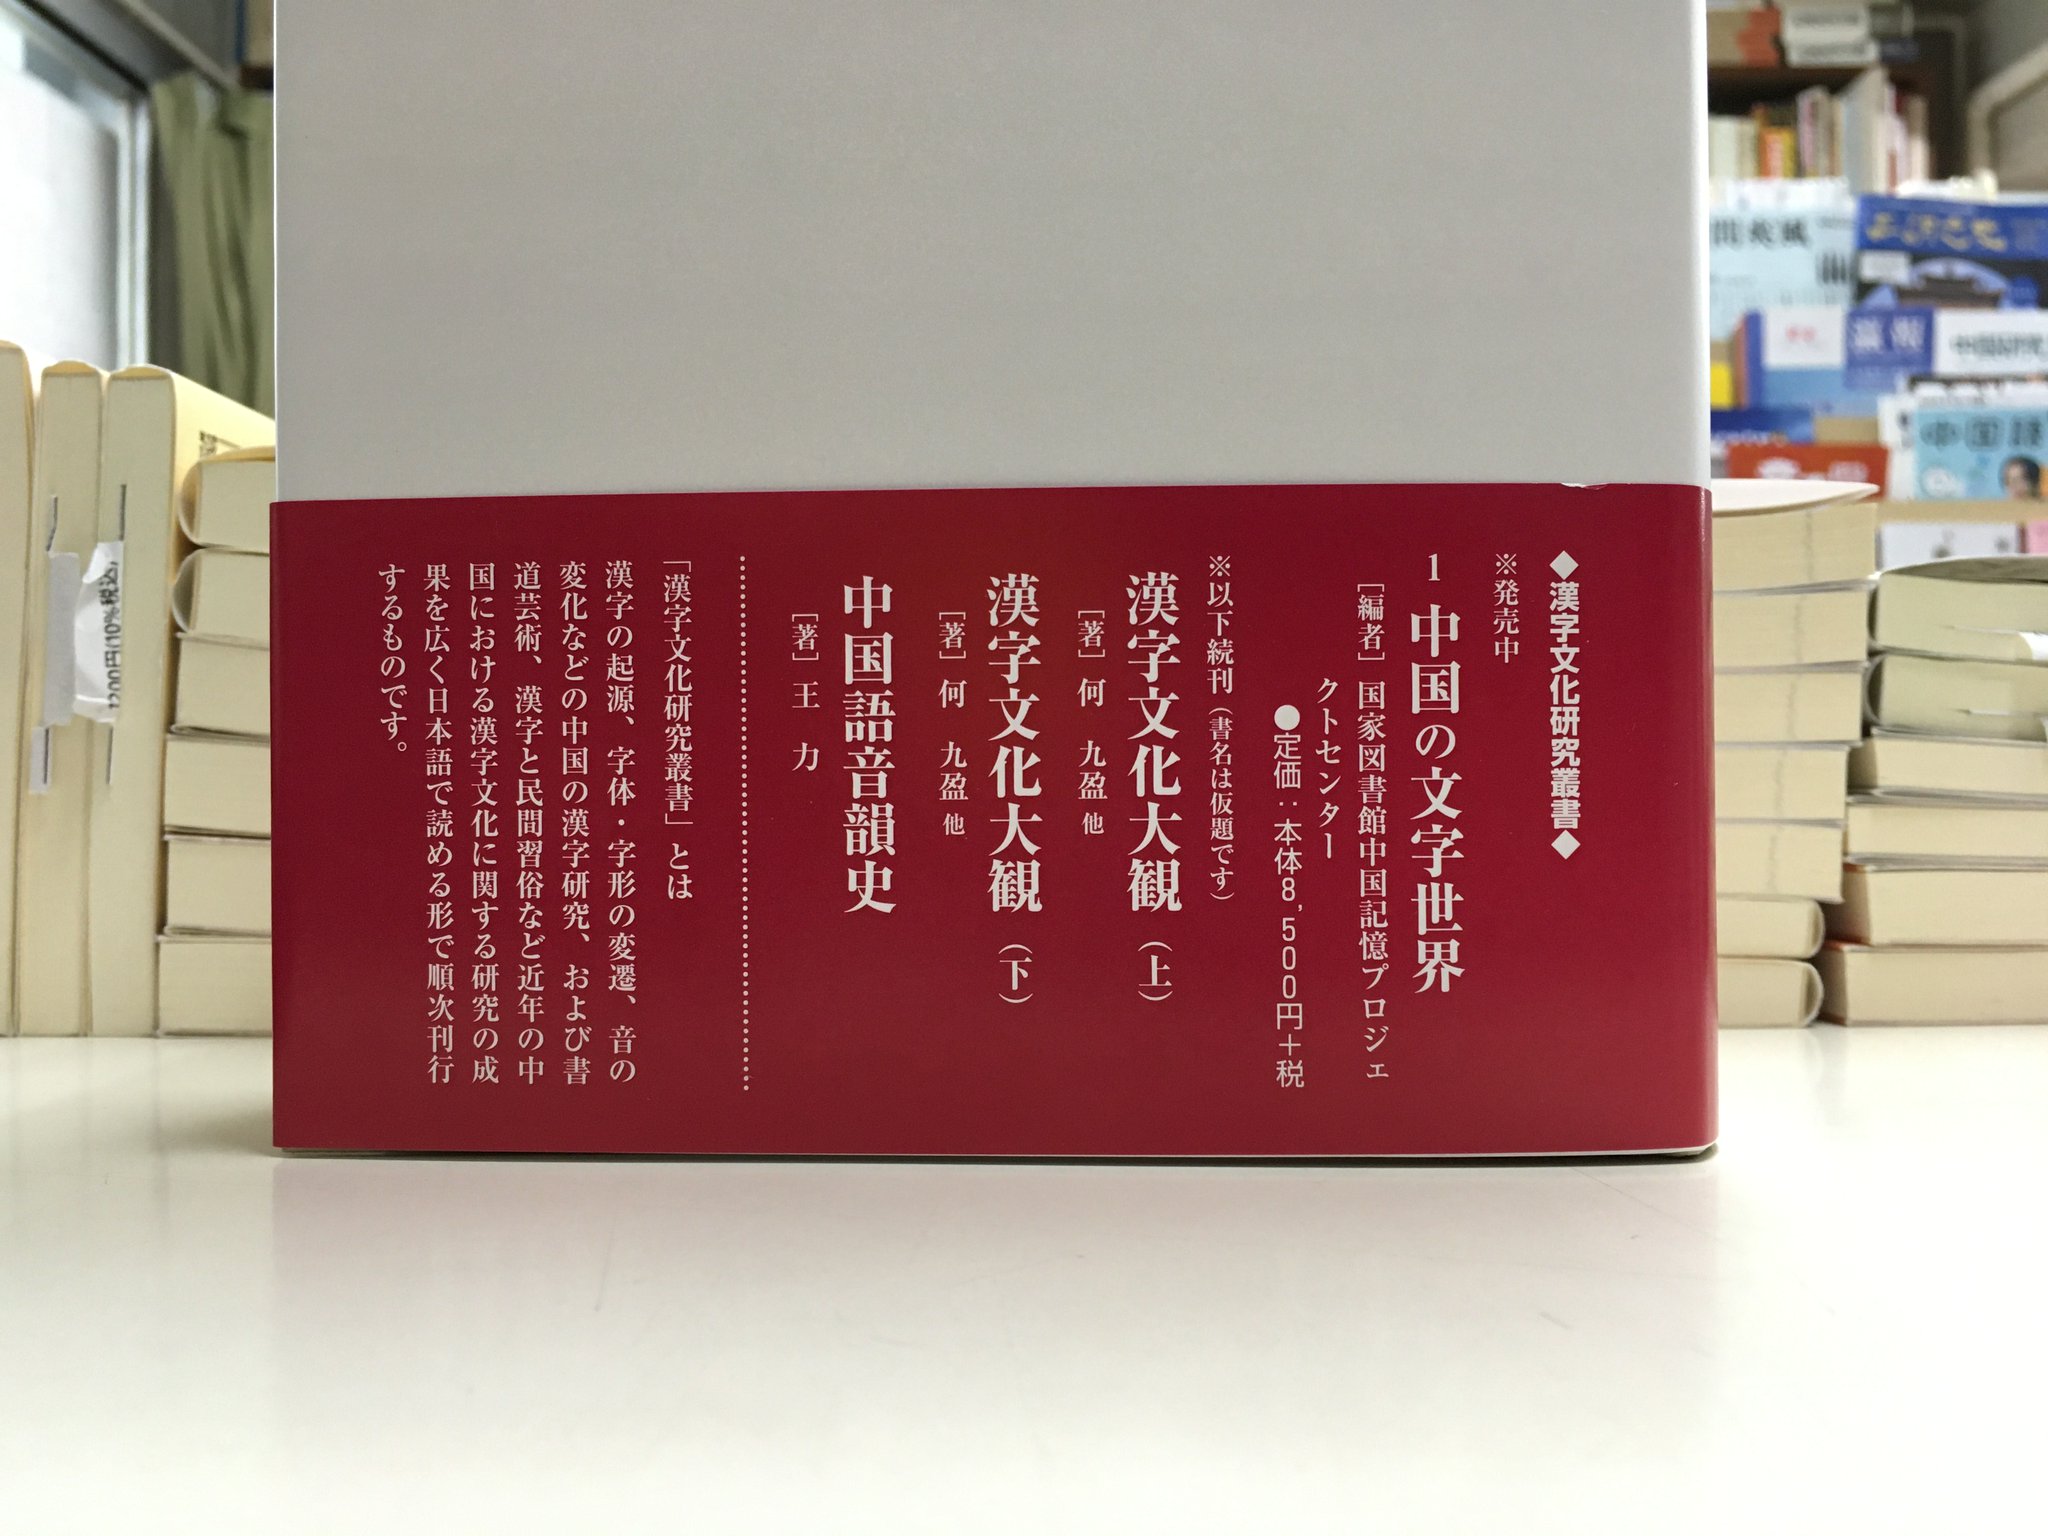 ◆漢字文化研究叢書◆
※発売中
1 中国の文字世界
［編者］国家図書館中国記憶プロジェ
クトセンター
●定価：本体8,500円＋税
※以下続刊（書名は仮題です）
漢字文化大観（上）
［著］何 九盈 他
漢字文化大観（下）
［著］何 九盈 他
中国語音韻史
［著］王 力
「漢字文化研究叢書」とは
漢字の起源、字体・字形の変遷、音の
変化などの中国の漢字研究、および書
道芸術、漢字と民間習俗など近年の中
国における漢字文化に関する研究の成
果を広く日本語で読める形で順次刊行
するものです。
中国語